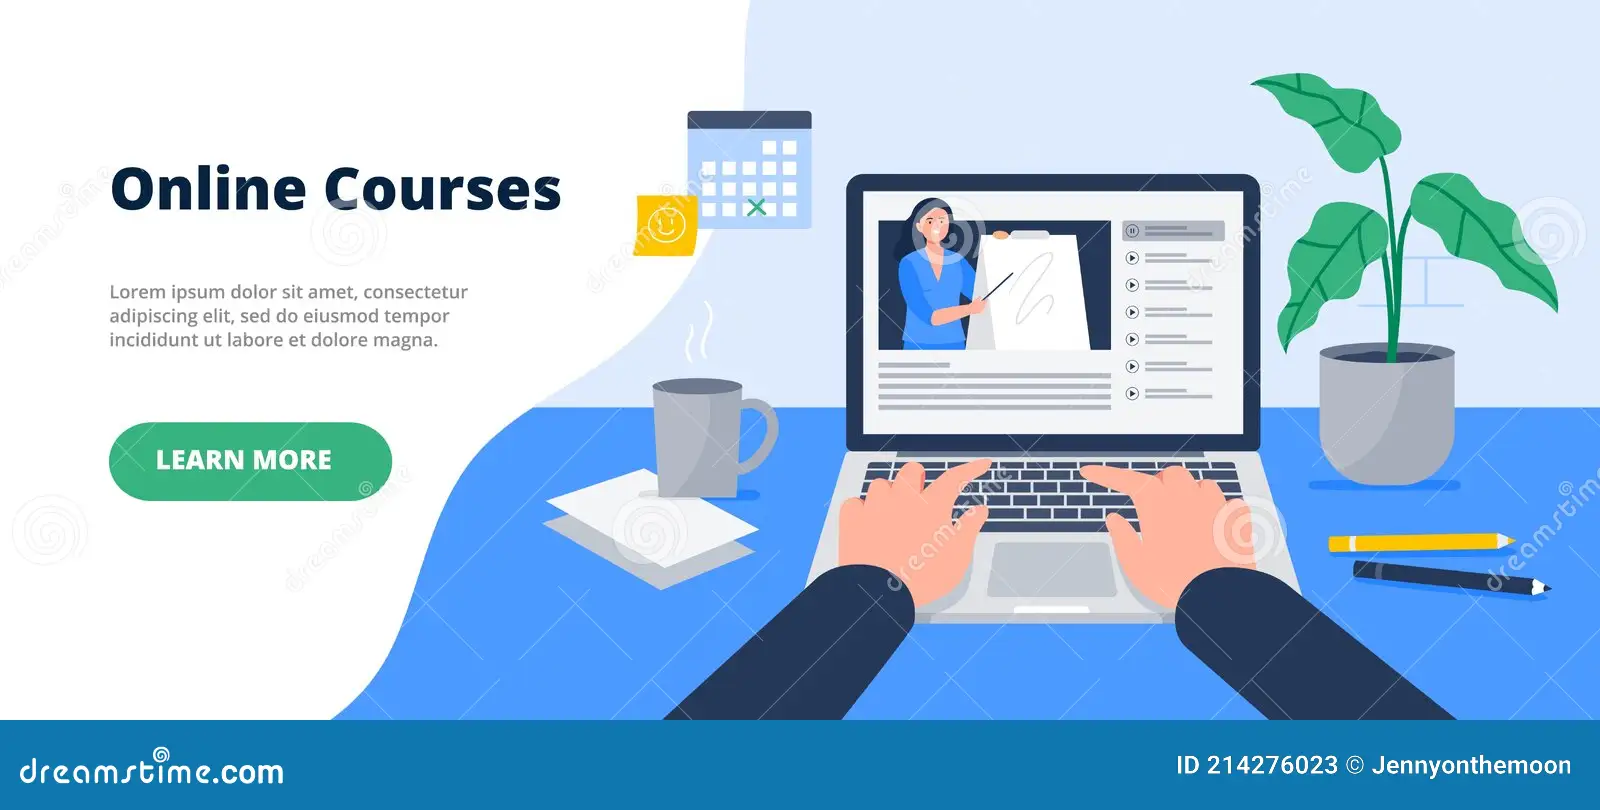 Online Courses
Lorem ipsum dolor sit amet, consectetur
adipiscing elit, sed do eiusmod tempor
incididunt ut labore et dolore magna.
LEARN MORE
dreamstime.com
ID 214276023 © Jennyonthemoon